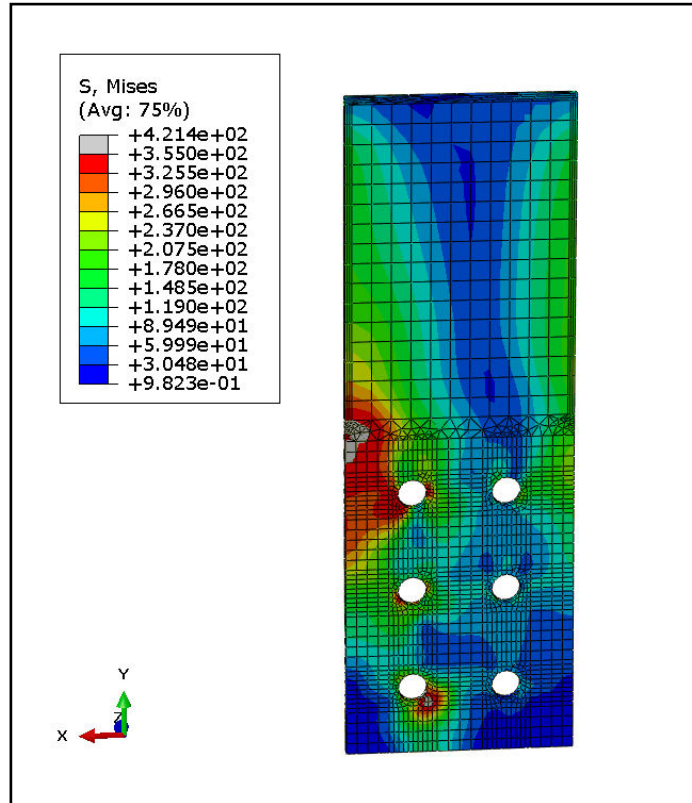 S, Mises
(Avg: 75%)
+4.214e+02
+3.550e+02
+3.255e+02
+2.960e+02
+2.665e+02
+2.370e+02
+2.075e+02
+1.780e+02
+1.485e+02
+1.190e+02
+8.949e+01
+5.999e+01
+3.048e+01
+9.823e-01
Y
Z
X